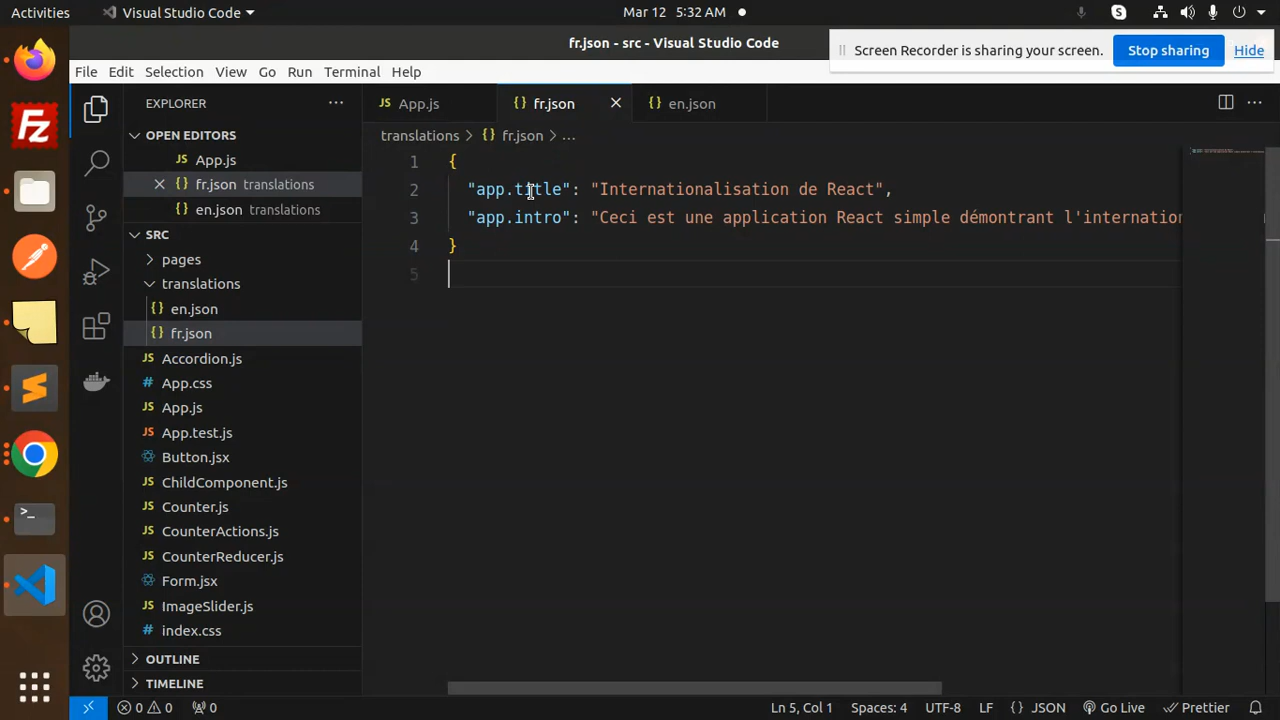 Activities
Visual Studio Code
Mar 12 5:32 AM
fr.json - src - Visual Studio Code
Screen Recorder is sharing your screen.
Stop sharing
Hide
File Edit Selection View Go Run Terminal Help
EXPLORER
OPEN EDITORS
App.js
fr.json translations
en.json translations
SRC
pages
translations
en.json
fr.json
Accordion.js
App.css
App.js
App.test.js
Button.jsx
ChildComponent.js
Counter.js
CounterActions.js
CounterReducer.js
Form.jsx
ImageSlider.js
index.css
OUTLINE
TIMELINE
App.js
fr.json
en.json
translations > fr.json > ...
1 {
2 "app.title": "Internationalisation de React",
3 "app.intro": "Ceci est une application React simple démontrant l'internation
4 }
5
0 0 0
Ln 5, Col 1 Spaces: 4 UTF-8 LF {} JSON Go Live Prettier